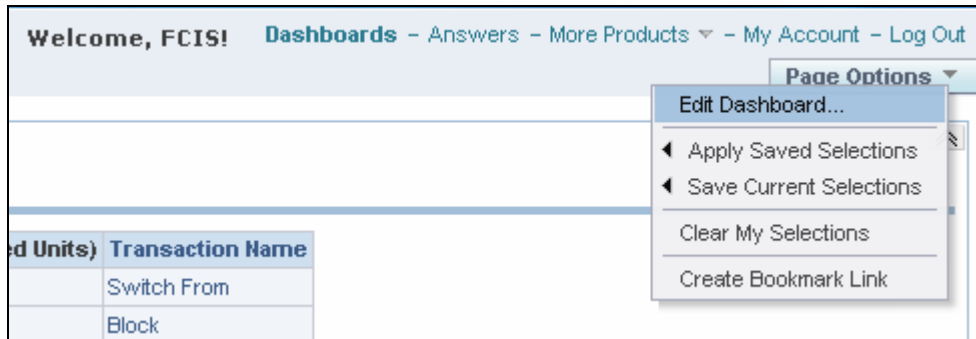 Welcome, FCIS! Dashboards – Answers – More Products – My Account – Log Out
Page Options
Edit Dashboard...
Apply Saved Selections
Save Current Selections
Clear My Selections
Create Bookmark Link
ed Units) Transaction Name
Switch From
Block